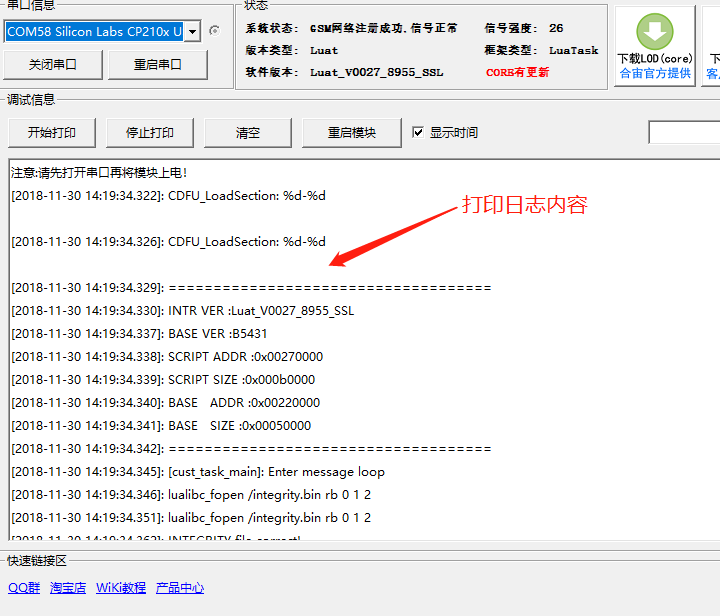 串口信息
COM58 Silicon Labs CP210x U
关闭串口
重启串口
状态
系统状态: GSM网络注册成功,信号正常
信号强度: 26
版本类型: Luat
框架类型: LuaTask
软件版本: Luat_V0027_8955_SSL
CORE有更新
下载LOD(core)
合宙官方提供
下
客
调试信息
开始打印
停止打印
清空
重启模块
显示时间
注意:请先打开串口再将模块上电!
[2018-11-30 14:19:34.322]: CDFU_LoadSection: %d-%d
打印日志内容
[2018-11-30 14:19:34.326]: CDFU_LoadSection: %d-%d
[2018-11-30 14:19:34.329]: ====================================
[2018-11-30 14:19:34.330]: INTR VER :Luat_V0027_8955_SSL
[2018-11-30 14:19:34.337]: BASE VER :B5431
[2018-11-30 14:19:34.338]: SCRIPT ADDR :0x00270000
[2018-11-30 14:19:34.339]: SCRIPT SIZE :0x000b0000
[2018-11-30 14:19:34.340]: BASE   ADDR :0x00220000
[2018-11-30 14:19:34.341]: BASE   SIZE :0x00050000
[2018-11-30 14:19:34.342]: ====================================
[2018-11-30 14:19:34.345]: [cust_task_main]: Enter message loop
[2018-11-30 14:19:34.346]: lualibc_fopen /integrity.bin rb 0 1 2
[2018-11-30 14:19:34.351]: lualibc_fopen /integrity.bin rb 0 1 2
[2018-11-30 14:19:34.362]: INTEGRITY file correct!
快速链接区
QQ群
淘宝店
WiKi教程
产品中心